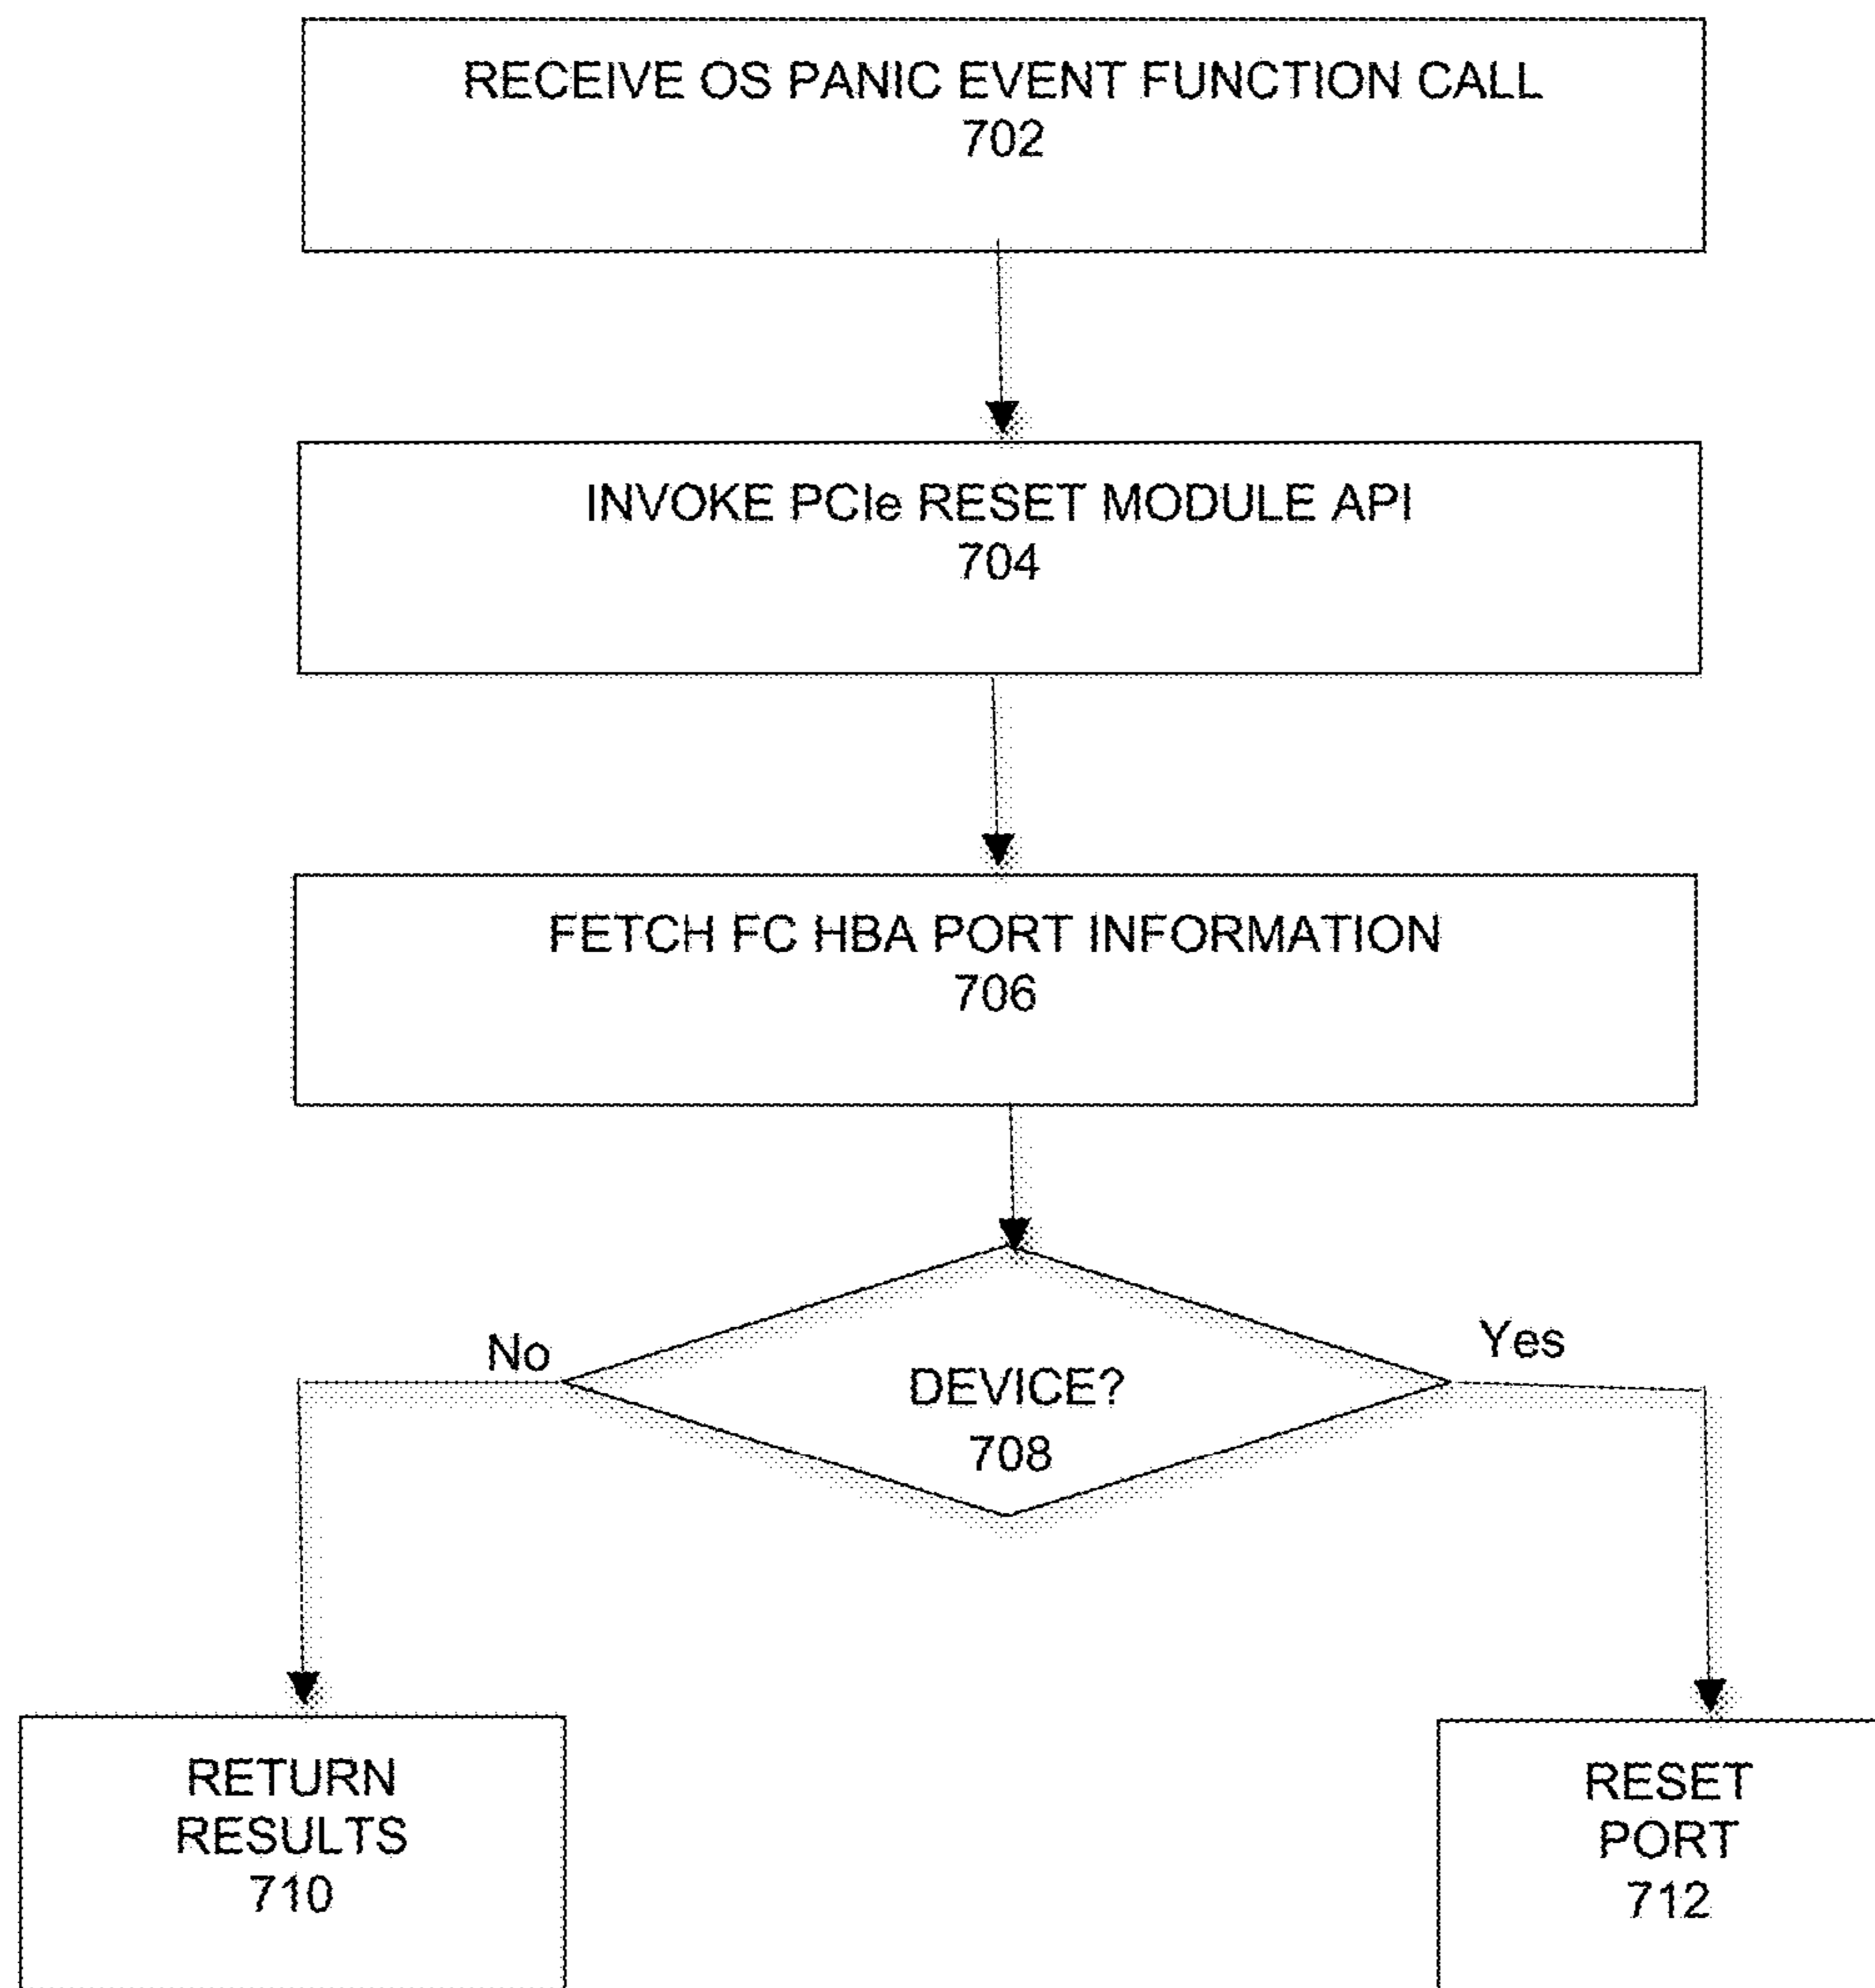 RECEIVE OS PANIC EVENT FUNCTION CALL
702
INVOKE PCIe RESET MODULE API
704
FETCH FC HBA PORT INFORMATION
706
No
Yes
DEVICE?
708
RETURN
RESULTS
710
RESET
PORT
712